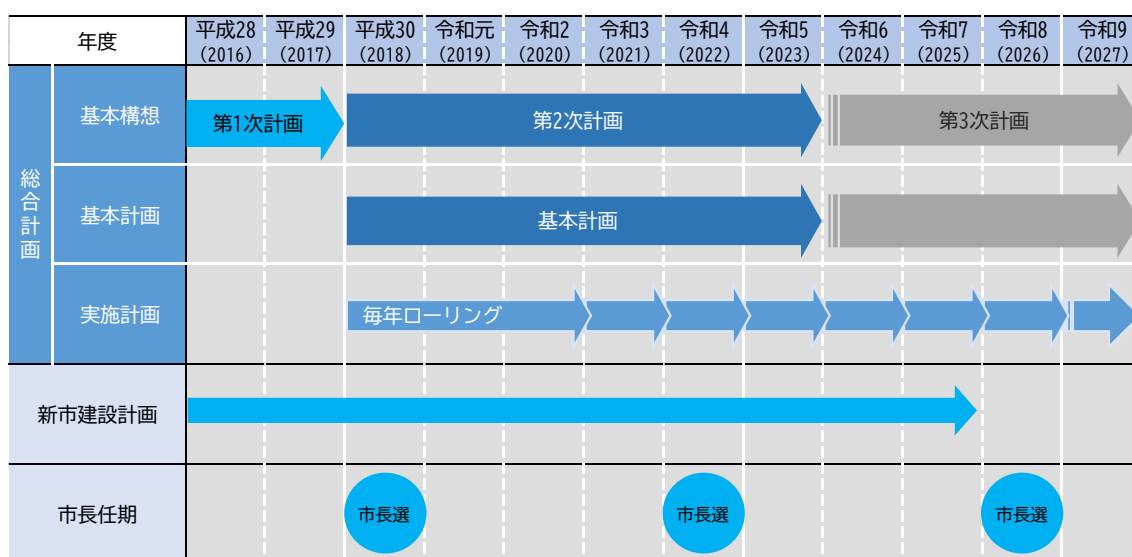 年度
平成28 平成29 平成30 令和元 令和2 令和3 令和4 令和5 令和6 令和7 令和8 令和9
(2016) (2017) (2018) (2019) (2020) (2021) (2022) (2023) (2024) (2025) (2026) (2027)
総合計画
基本構想 第1次計画 第2次計画 第3次計画
基本計画 基本計画
実施計画 毎年ローリング
新市建設計画
市長任期 市長選 市長選 市長選